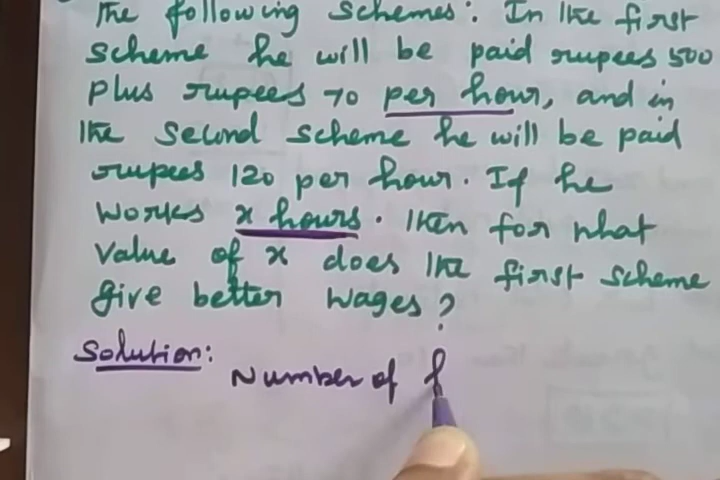 the following schemes: In the first
scheme he will be paid rupees 500
plus rupees 70 per hour, and in
the second scheme he will be paid
rupees 120 per hour. If he
works x hours. then for what
value of x does the first scheme
give better wages?
Solution:
Number of